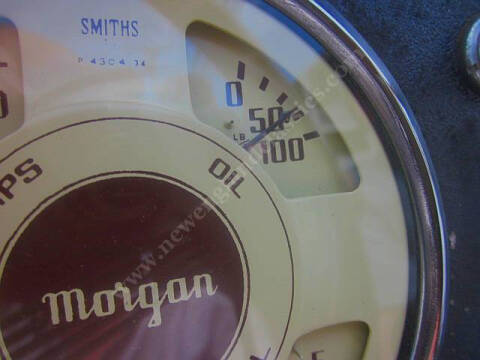 SMITHS
P 4304 14
0
50
LB
100
OIL
PS
Morgan
www.newenglandclassics.com